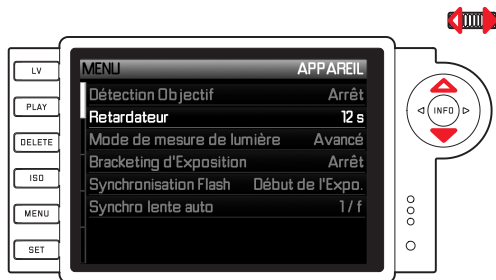 LV
PLAY
DELETE
ISO
MENU
SET
MENU APPAREIL
Détection Objectif Arrêt
Retardateur 12 s
Mode de mesure de lumière Avancé
Bracketing d'Exposition Arrêt
Synchronisation Flash Début de l'Expo.
Synchro lente auto 1/f
INFO